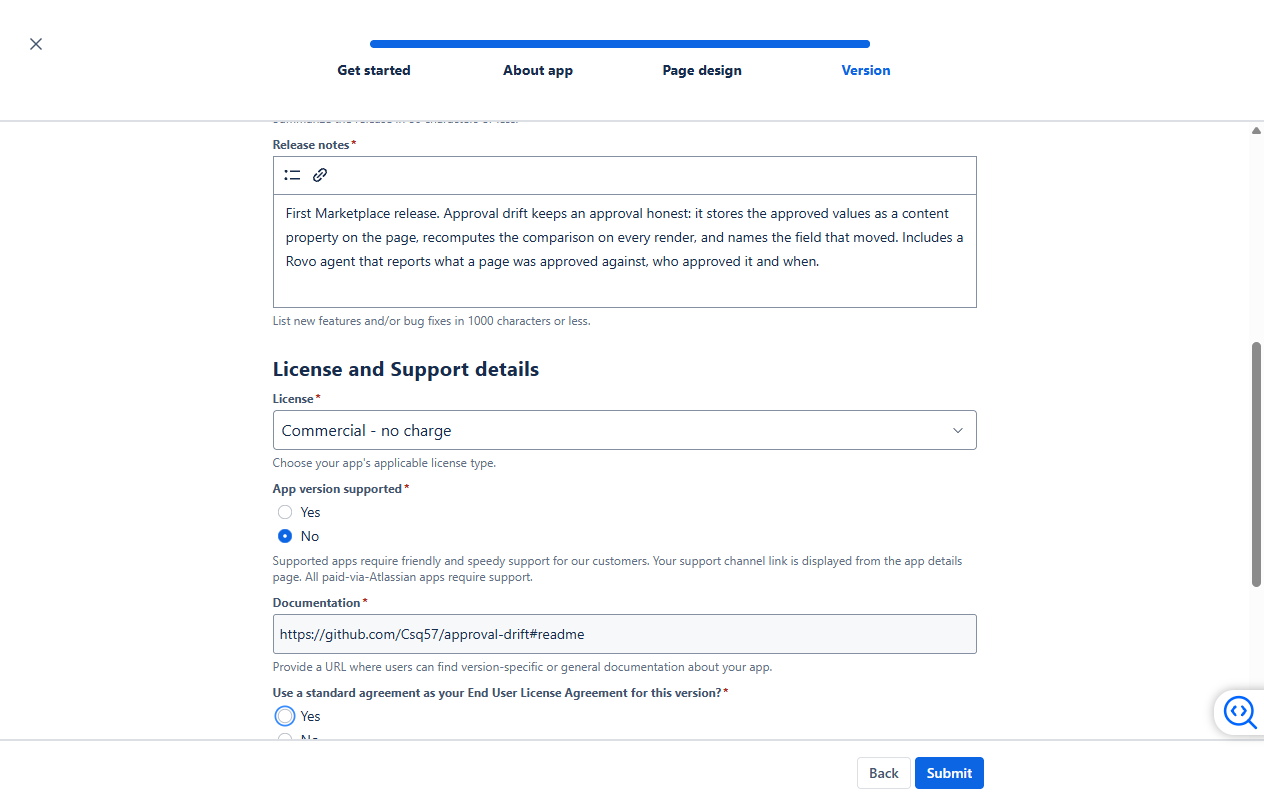 Get started
About app
Page design
Version
Release notes*
First Marketplace release. Approval drift keeps an approval honest: it stores the approved values as a content
property on the page, recomputes the comparison on every render, and names the field that moved. Includes a
Rovo agent that reports what a page was approved against, who approved it and when.
List new features and/or bug fixes in 1000 characters or less.
License and Support details
License*
Commercial - no charge
Choose your app's applicable license type.
App version supported*
Yes
No
Supported apps require friendly and speedy support for our customers. Your support channel link is displayed from the app details
page. All paid-via-Atlassian apps require support.
Documentation*
https://github.com/Csq57/approval-drift#readme
Provide a URL where users can find version-specific or general documentation about your app.
Use a standard agreement as your End User License Agreement for this version?*
Yes
No
Back
Submit